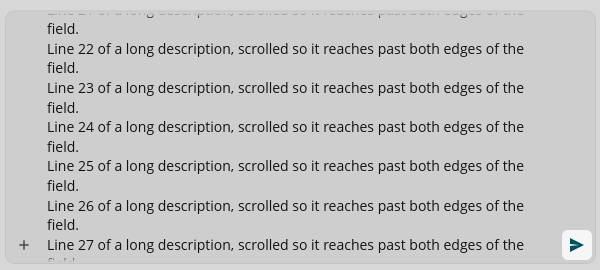 field.
Line 22 of a long description, scrolled so it reaches past both edges of the
field.
Line 23 of a long description, scrolled so it reaches past both edges of the
field.
Line 24 of a long description, scrolled so it reaches past both edges of the
field.
Line 25 of a long description, scrolled so it reaches past both edges of the
field.
Line 26 of a long description, scrolled so it reaches past both edges of the
field.
Line 27 of a long description, scrolled so it reaches past both edges of the